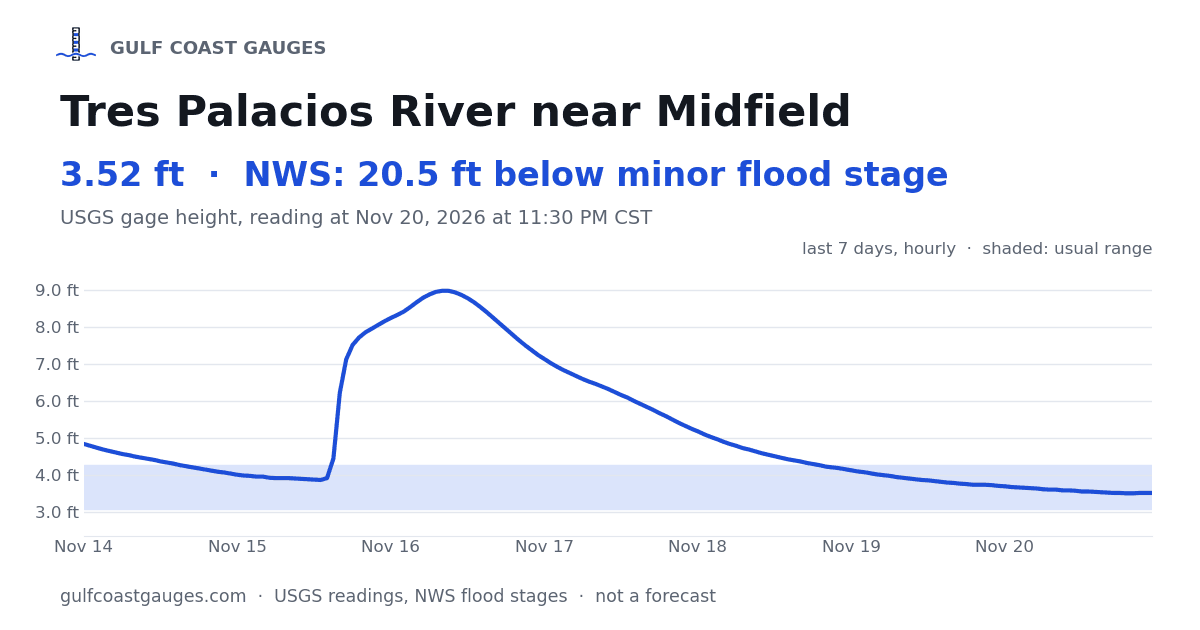 GULF COAST GAUGES
Tres Palacios River near Midfield
3.52 ft · NWS: 20.5 ft below minor flood stage
USGS gage height, reading at Nov 20, 2026 at 11:30 PM CST
last 7 days, hourly · shaded: usual range
9.0 ft
8.0 ft
7.0 ft
6.0 ft
5.0 ft
4.0 ft
3.0 ft
Nov 14 Nov 15 Nov 16 Nov 17 Nov 18 Nov 19 Nov 20
gulfcoastgauges.com · USGS readings, NWS flood stages · not a forecast